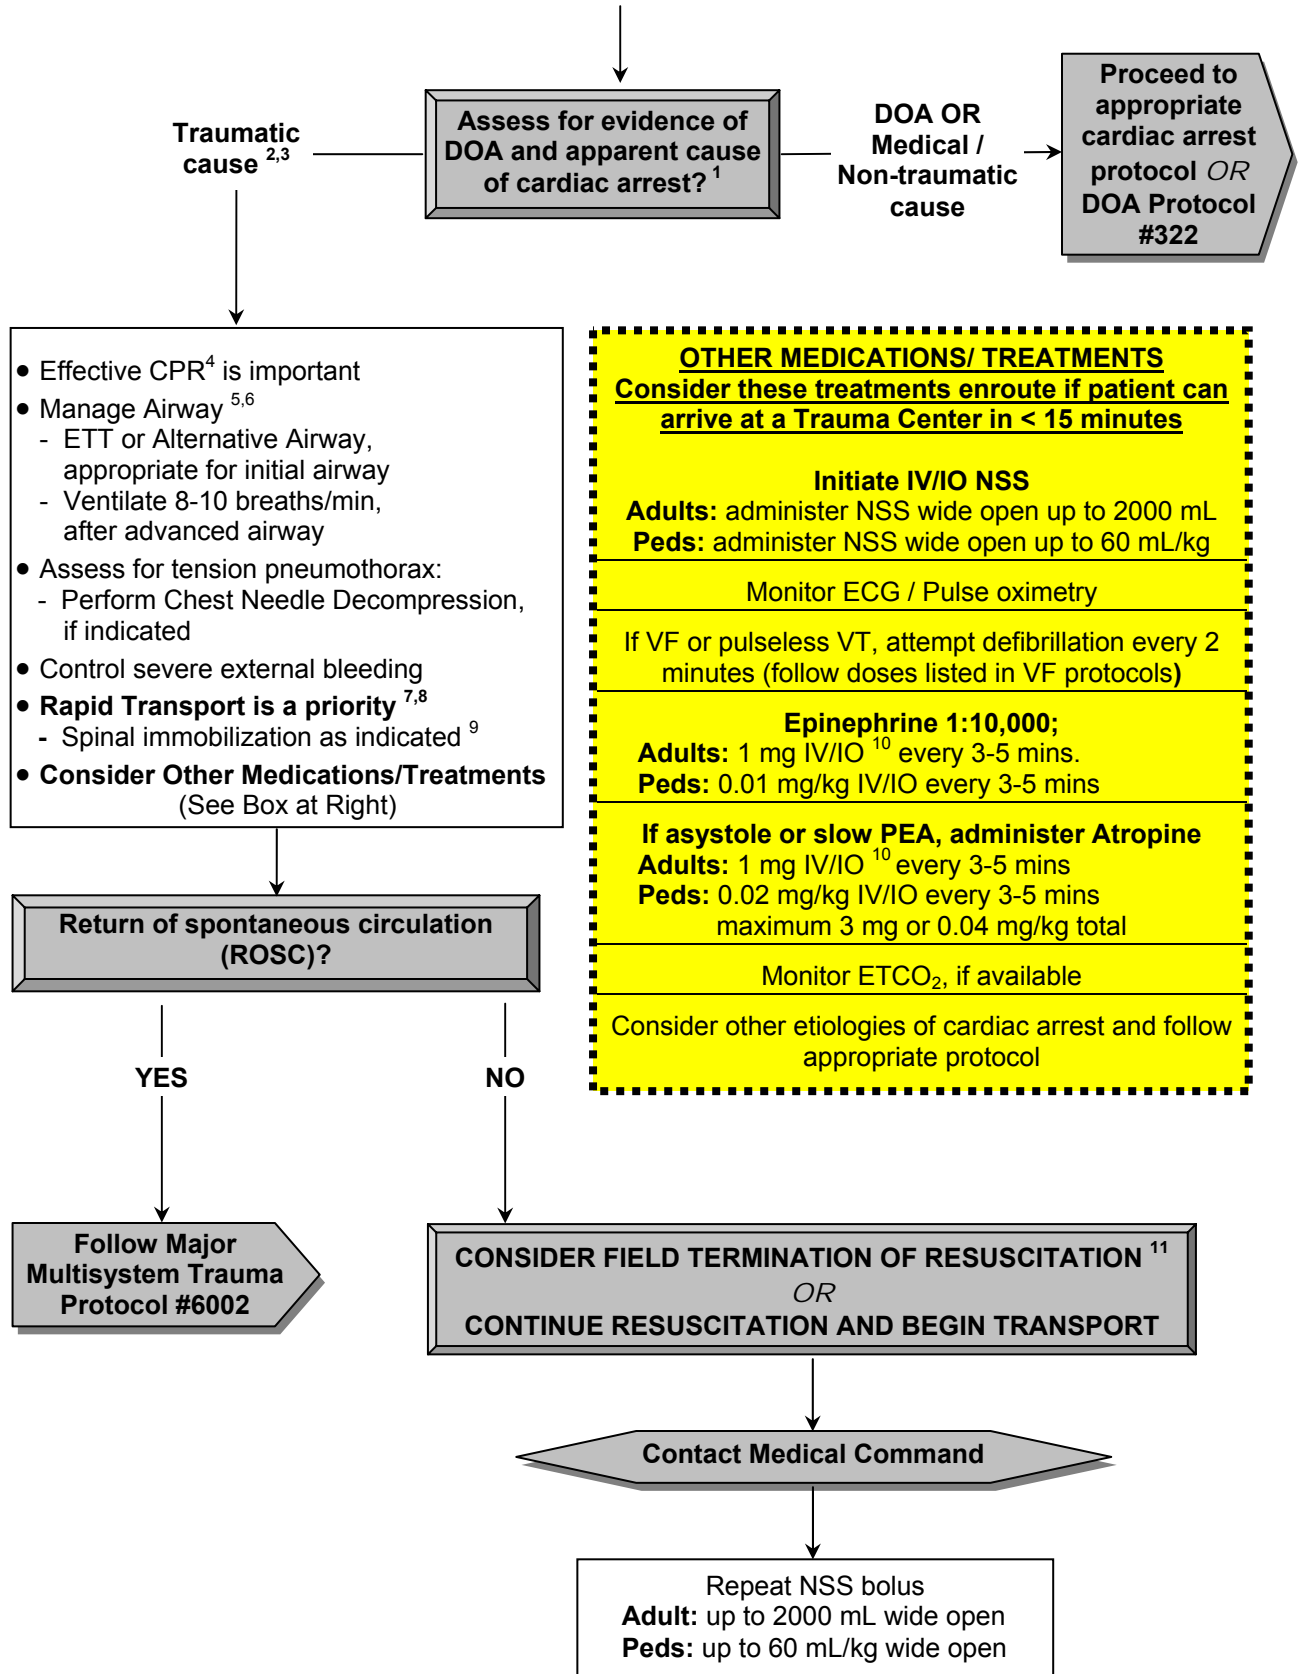 Assess for evidence of
DOA and apparent cause
of cardiac arrest? 1
Traumatic
cause 2,3
DOA OR
Medical /
Non-traumatic
cause
Proceed to
appropriate
cardiac arrest
protocol OR
DOA Protocol
#322
• Effective CPR4 is important
• Manage Airway 5,6
- ETT or Alternative Airway,
appropriate for initial airway
- Ventilate 8-10 breaths/min,
after advanced airway
• Assess for tension pneumothorax:
- Perform Chest Needle Decompression,
if indicated
• Control severe external bleeding
• Rapid Transport is a priority 7,8
- Spinal immobilization as indicated 9
• Consider Other Medications/Treatments
(See Box at Right)
OTHER MEDICATIONS/ TREATMENTS
Consider these treatments enroute if patient can
arrive at a Trauma Center in < 15 minutes
Initiate IV/IO NSS
Adults: administer NSS wide open up to 2000 mL
Peds: administer NSS wide open up to 60 mL/kg
Monitor ECG / Pulse oximetry
If VF or pulseless VT, attempt defibrillation every 2
minutes (follow doses listed in VF protocols)
Epinephrine 1:10,000;
Adults: 1 mg IV/IO 10 every 3-5 mins.
Peds: 0.01 mg/kg IV/IO every 3-5 mins
If asystole or slow PEA, administer Atropine
Adults: 1 mg IV/IO 10 every 3-5 mins
Peds: 0.02 mg/kg IV/IO every 3-5 mins
maximum 3 mg or 0.04 mg/kg total
Monitor ETCO2, if available
Consider other etiologies of cardiac arrest and follow
appropriate protocol
Return of spontaneous circulation
(ROSC)?
YES
NO
Follow Major
Multisystem Trauma
Protocol #6002
CONSIDER FIELD TERMINATION OF RESUSCITATION 11
OR
CONTINUE RESUSCITATION AND BEGIN TRANSPORT
Contact Medical Command
Repeat NSS bolus
Adult: up to 2000 mL wide open
Peds: up to 60 mL/kg wide open